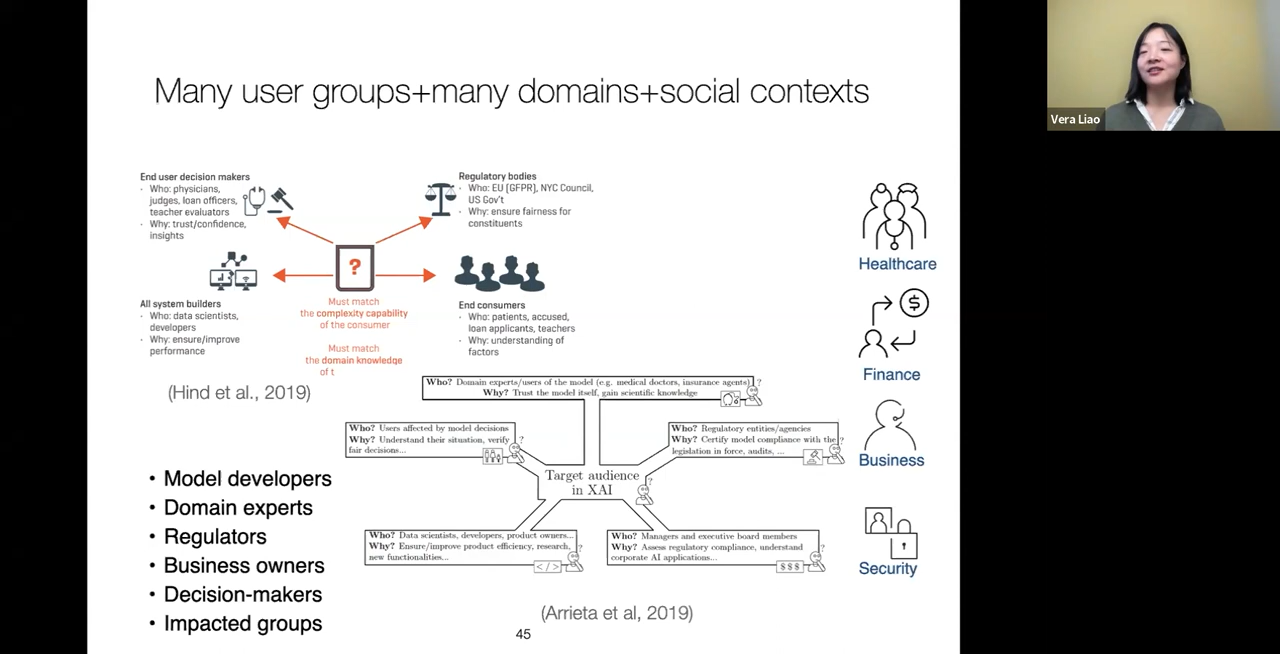 Many user groups+many domains+social contexts
Vera Liao
End user decision makers
· Who: physicians,
judges, loan officers,
teacher evaluators
· Why: trust/confidence,
insights
Regulatory bodies
· Who: EU (GFPR), NYC Council,
US Gov't
· Why: ensure fairness for
constituents
?
All system builders
· Who: data scientists,
developers
· Why: ensure/improve
performance
Must match
the complexity capability
of the consumer
Must match
the domain knowledge
of t
End consumers
· Who: patients, accused,
loan applicants, teachers
· Why: understanding of
factors
(Hind et al., 2019)
Who? Domain experts/users of the model (e.g. medical doctors, insurance agents)
Why? Trust the model itself, gain scientific knowledge
?
Who? Users affected by model decisions
Why? Understand their situation, verify
fair decisions...
?
Who? Regulatory entities/agencies
Why? Certify model compliance with the
legislation in force, audits, ...
?
Target audience
in XAI
?
Who? Data scientists, developers, product owners...
Why? Ensure/improve product efficiency, research,
new functionalities...
</>
?
Who? Managers and executive board members
Why? Assess regulatory compliance, understand
corporate AI applications...
$$$
?
(Arrieta et al, 2019)
• Model developers
• Domain experts
• Regulators
• Business owners
• Decision-makers
• Impacted groups
Healthcare
$
Finance
Business
Security
45